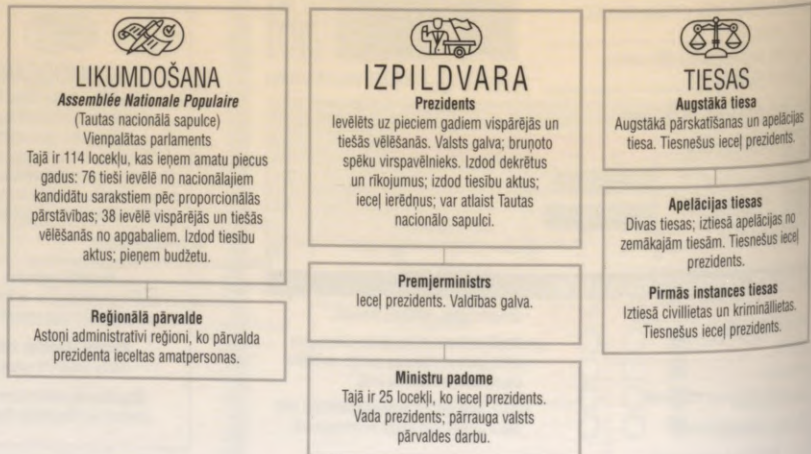 LIKUMDOŠANA
Assemblée Nationale Populaire
(Tautas nacionālā sapulce)
Vienpalātas parlaments
Tajā ir 114 locekļu, kas ieņem amatu piecus
gadus: 76 tieši ievēlē no nacionālajiem
kandidātu sarakstiem pēc proporcionālās
pārstāvības; 38 ievēlē vispārējās un tiešās
vēlēšanās no apgabaliem. Izdod tiesību
aktus; pieņem budžetu.
Reģionālā pārvalde
Astoņi administratīvi reģioni, ko pārvalda
prezidenta ieceltas amatpersonas.
IZPILDVARA
Prezidents
Ievēlēts uz pieciem gadiem vispārējās un
tiešās vēlēšanās. Valsts galva; bruņoto
spēku virspavēlnieks. Izdod dekrētus
un rīkojumus; izdod tiesību aktus;
ieceļ ierēdņus; var atlaist Tautas
nacionālo sapulci.
Premjerministrs
Ieceļ prezidents. Valdības galva.
Ministru padome
Tajā ir 25 locekļi, ko ieceļ prezidents.
Vada prezidents; pārrauga valsts
pārvaldes darbu.
TIESAS
Augstākā tiesa
Augstākā pārskatīšanas un apelācijas
tiesa. Tiesnešus ieceļ prezidents.
Apelācijas tiesas
Divas tiesas; iztiesā apelācijas no
zemākajām tiesām. Tiesnešus ieceļ
prezidents.
Pirmās instances tiesas
Iztiesā civillietas un krimināllietas.
Tiesnešus ieceļ prezidents.